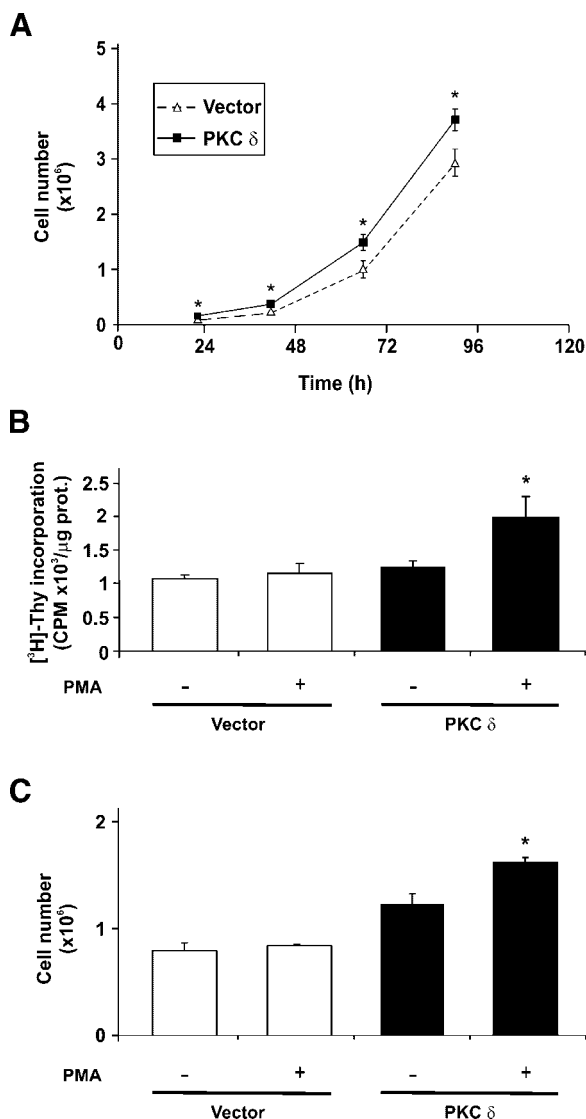 A
5
4
3
2
1
0
Cell number
(x10⁶)
Vector
PKC δ
*
*
*
*
0
24
48
72
96
120
Time (h)
B
[³H]-Thy incorporation
(CPM x10³/μg prot.)
2.5
2
1.5
1
0.5
0
*
PMA - + - +
Vector PKC δ
C
Cell number
(x10⁶)
2
1
0
*
PMA - + - +
Vector PKC δ